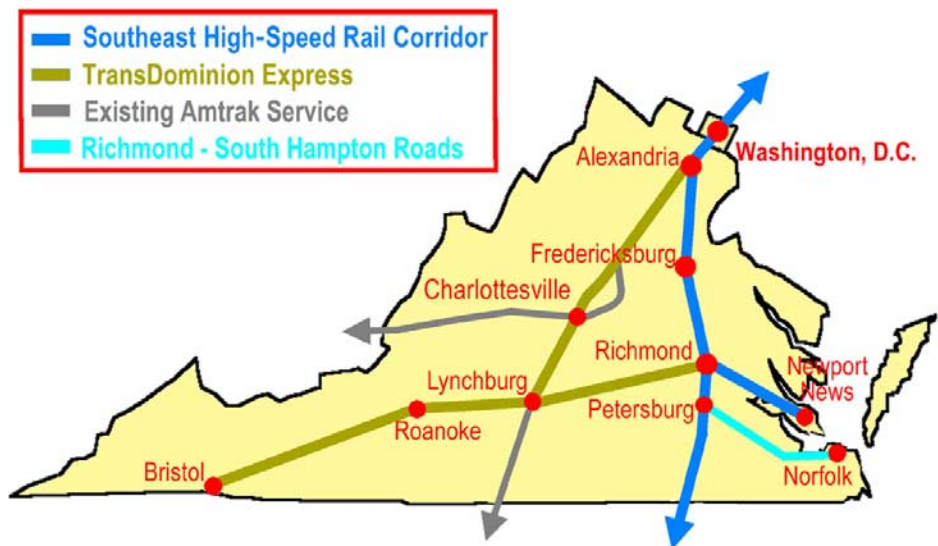 Southeast High-Speed Rail Corridor
TransDominion Express
Existing Amtrak Service
Richmond - South Hampton Roads
Washington, D.C.
Alexandria
Fredericksburg
Charlottesville
Richmond
Newport
News
Lynchburg
Petersburg
Roanoke
Bristol
Norfolk